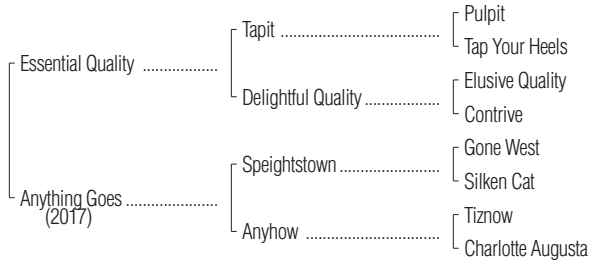 Pulpit
Tapit
Tap Your Heels
Essential Quality
Elusive Quality
Delightful Quality
Contrive
Gone West
Speightstown
Silken Cat
Anything Goes
(2017)
Tiznow
Anyhow
Charlotte Augusta